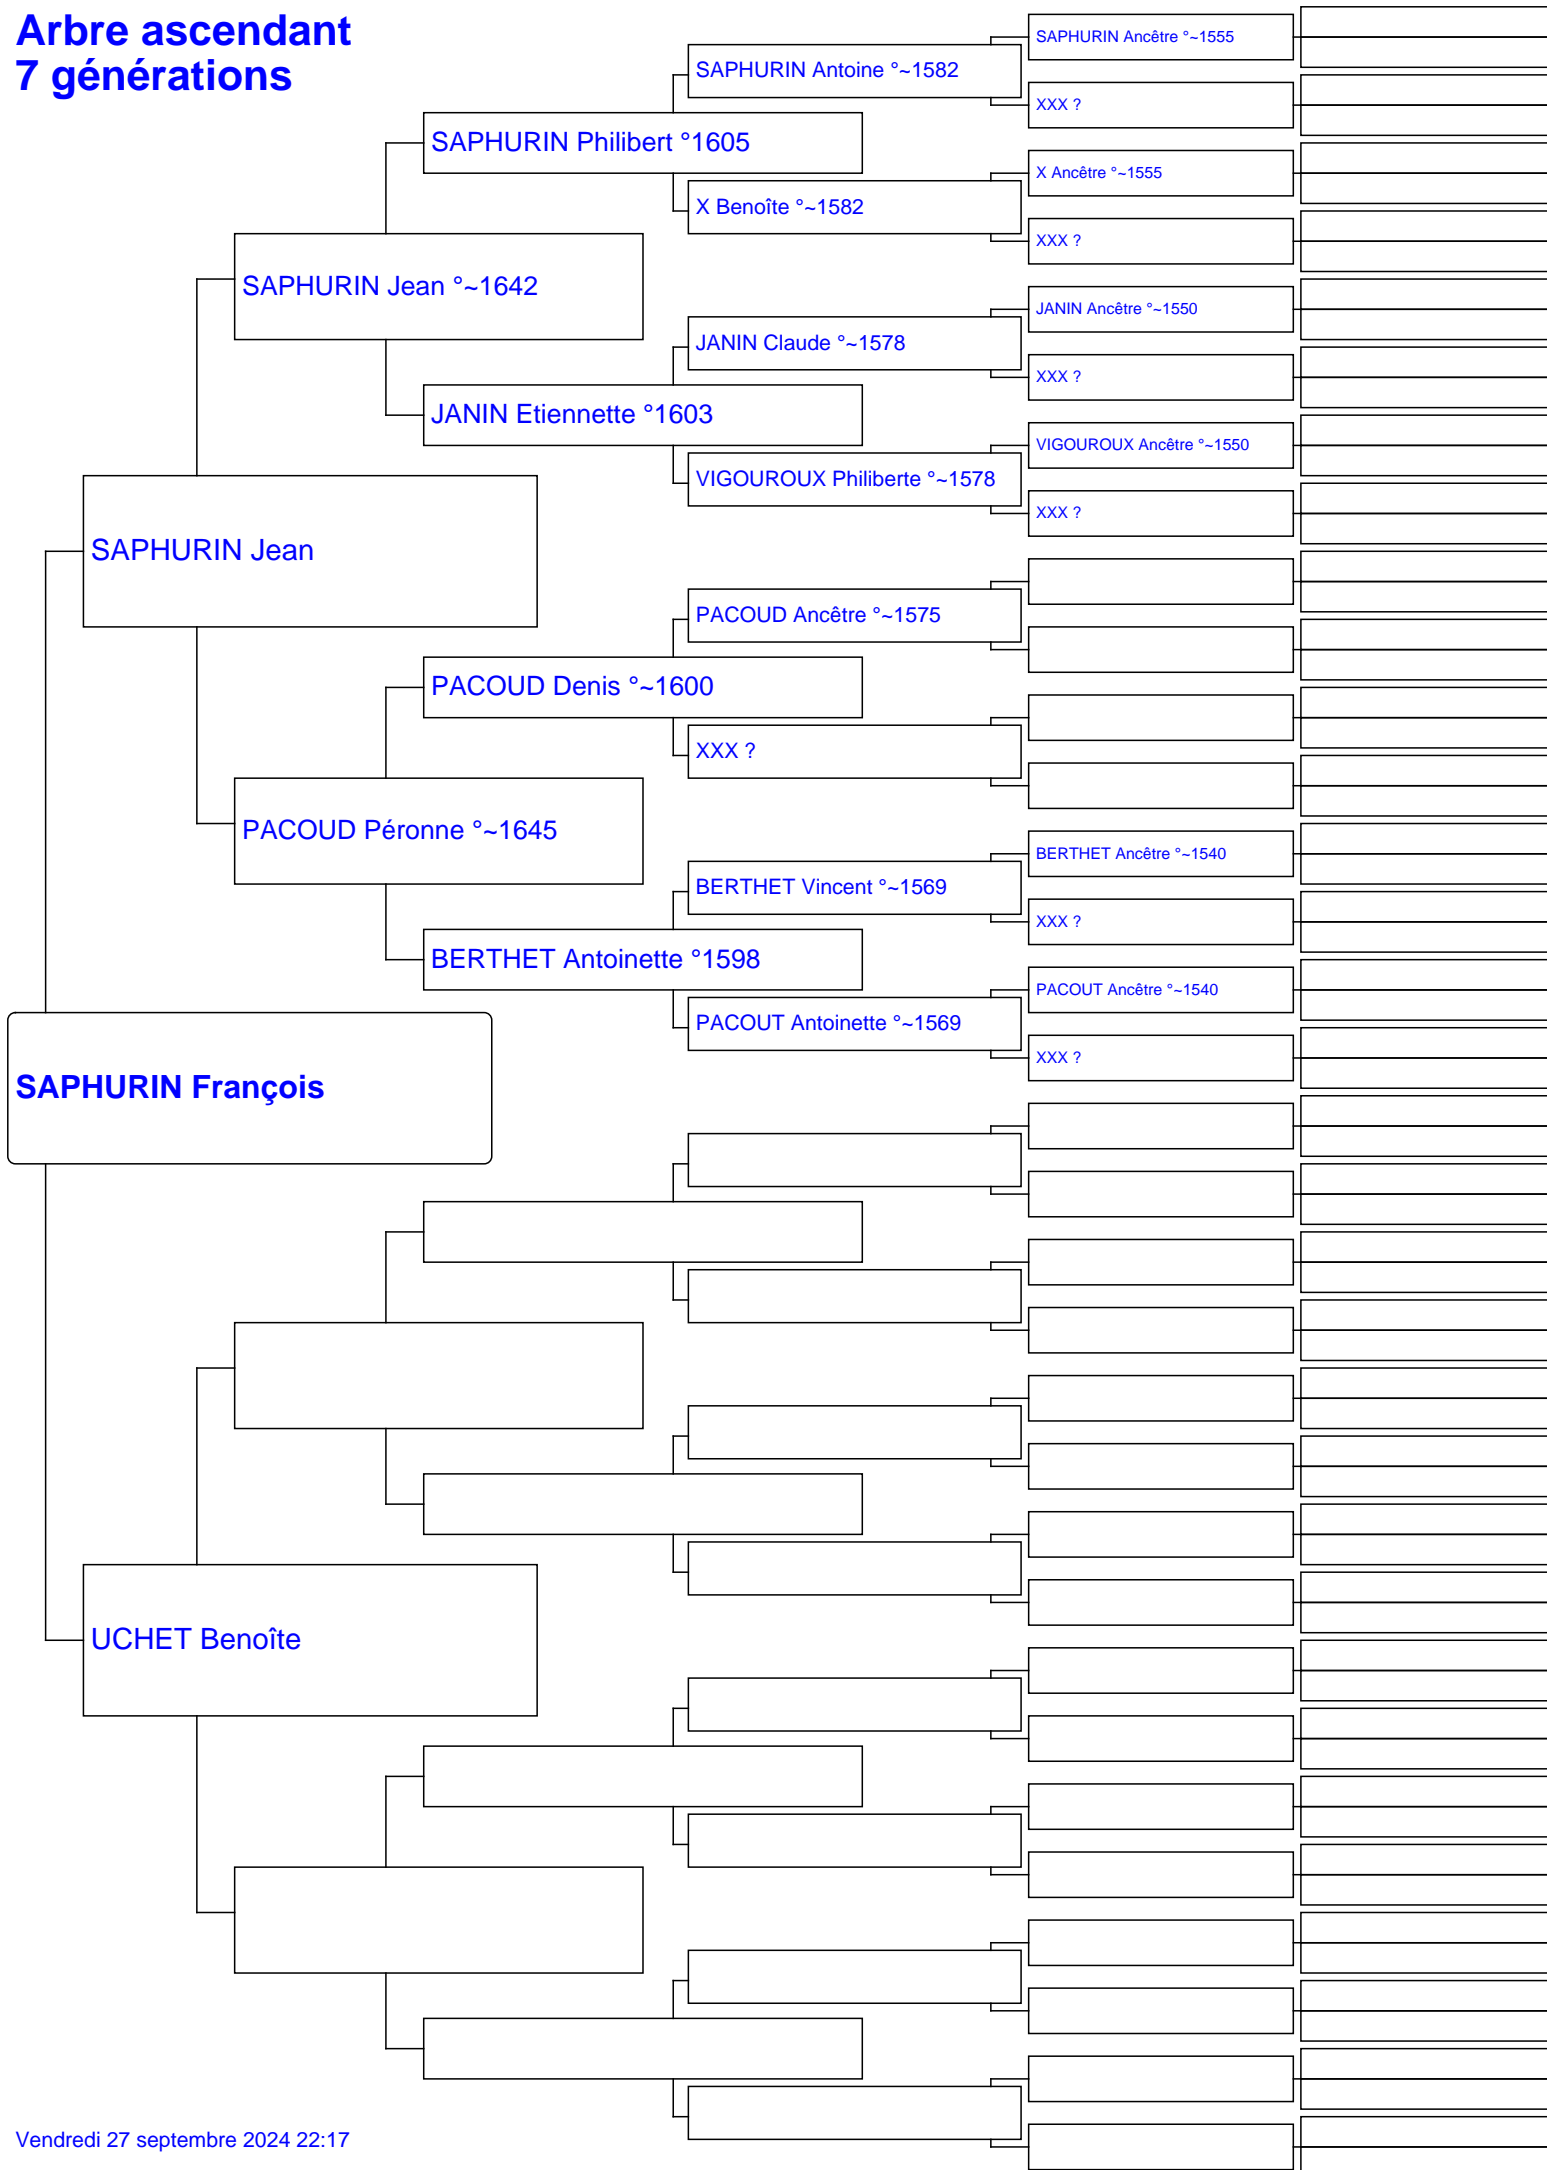 Arbre ascendant
7 générations
SAPHURIN Ancêtre °~1555
SAPHURIN Antoine °~1582
XXX ?
SAPHURIN Philibert °1605
X Ancêtre °~1555
X Benoîte °~1582
XXX ?
SAPHURIN Jean °~1642
JANIN Ancêtre °~1550
JANIN Claude °~1578
XXX ?
JANIN Etiennette °1603
VIGOUROUX Ancêtre °~1550
VIGOUROUX Philiberte °~1578
XXX ?
SAPHURIN Jean
PACOUD Ancêtre °~1575
PACOUD Denis °~1600
XXX ?
PACOUD Péronne °~1645
BERTHET Ancêtre °~1540
BERTHET Vincent °~1569
XXX ?
BERTHET Antoinette °1598
PACOUT Ancêtre °~1540
PACOUT Antoinette °~1569
XXX ?
SAPHURIN François
UCHET Benoîte
Vendredi 27 septembre 2024 22:17